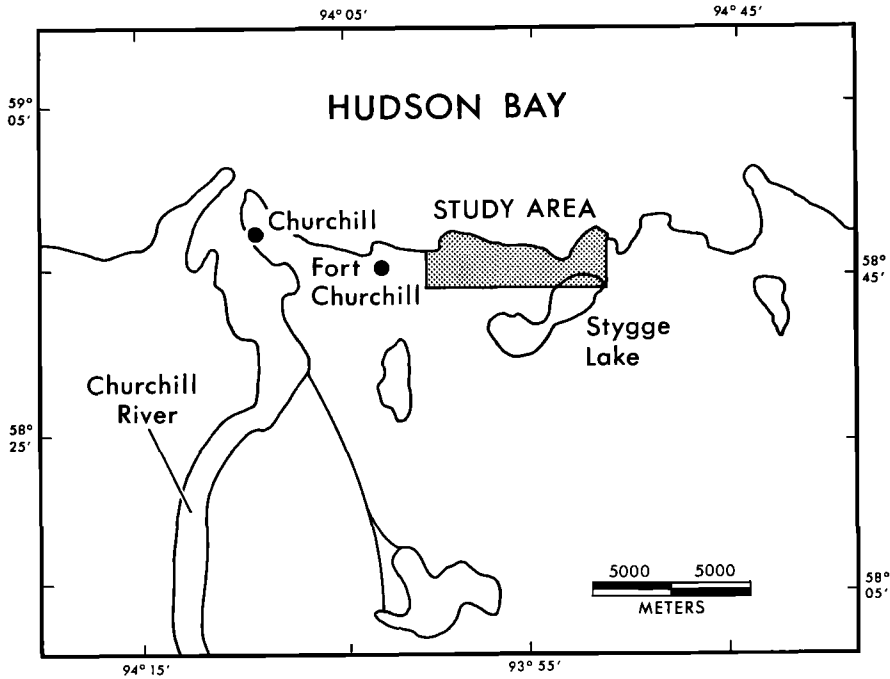 94°05′
94°45′
59°
05′
HUDSON BAY
STUDY AREA
Churchill
Fort
Churchill
58°
45′
Stygge
Lake
Churchill
River
58°
25′
5000 5000
METERS
58°
05′
94°15′
93°55′